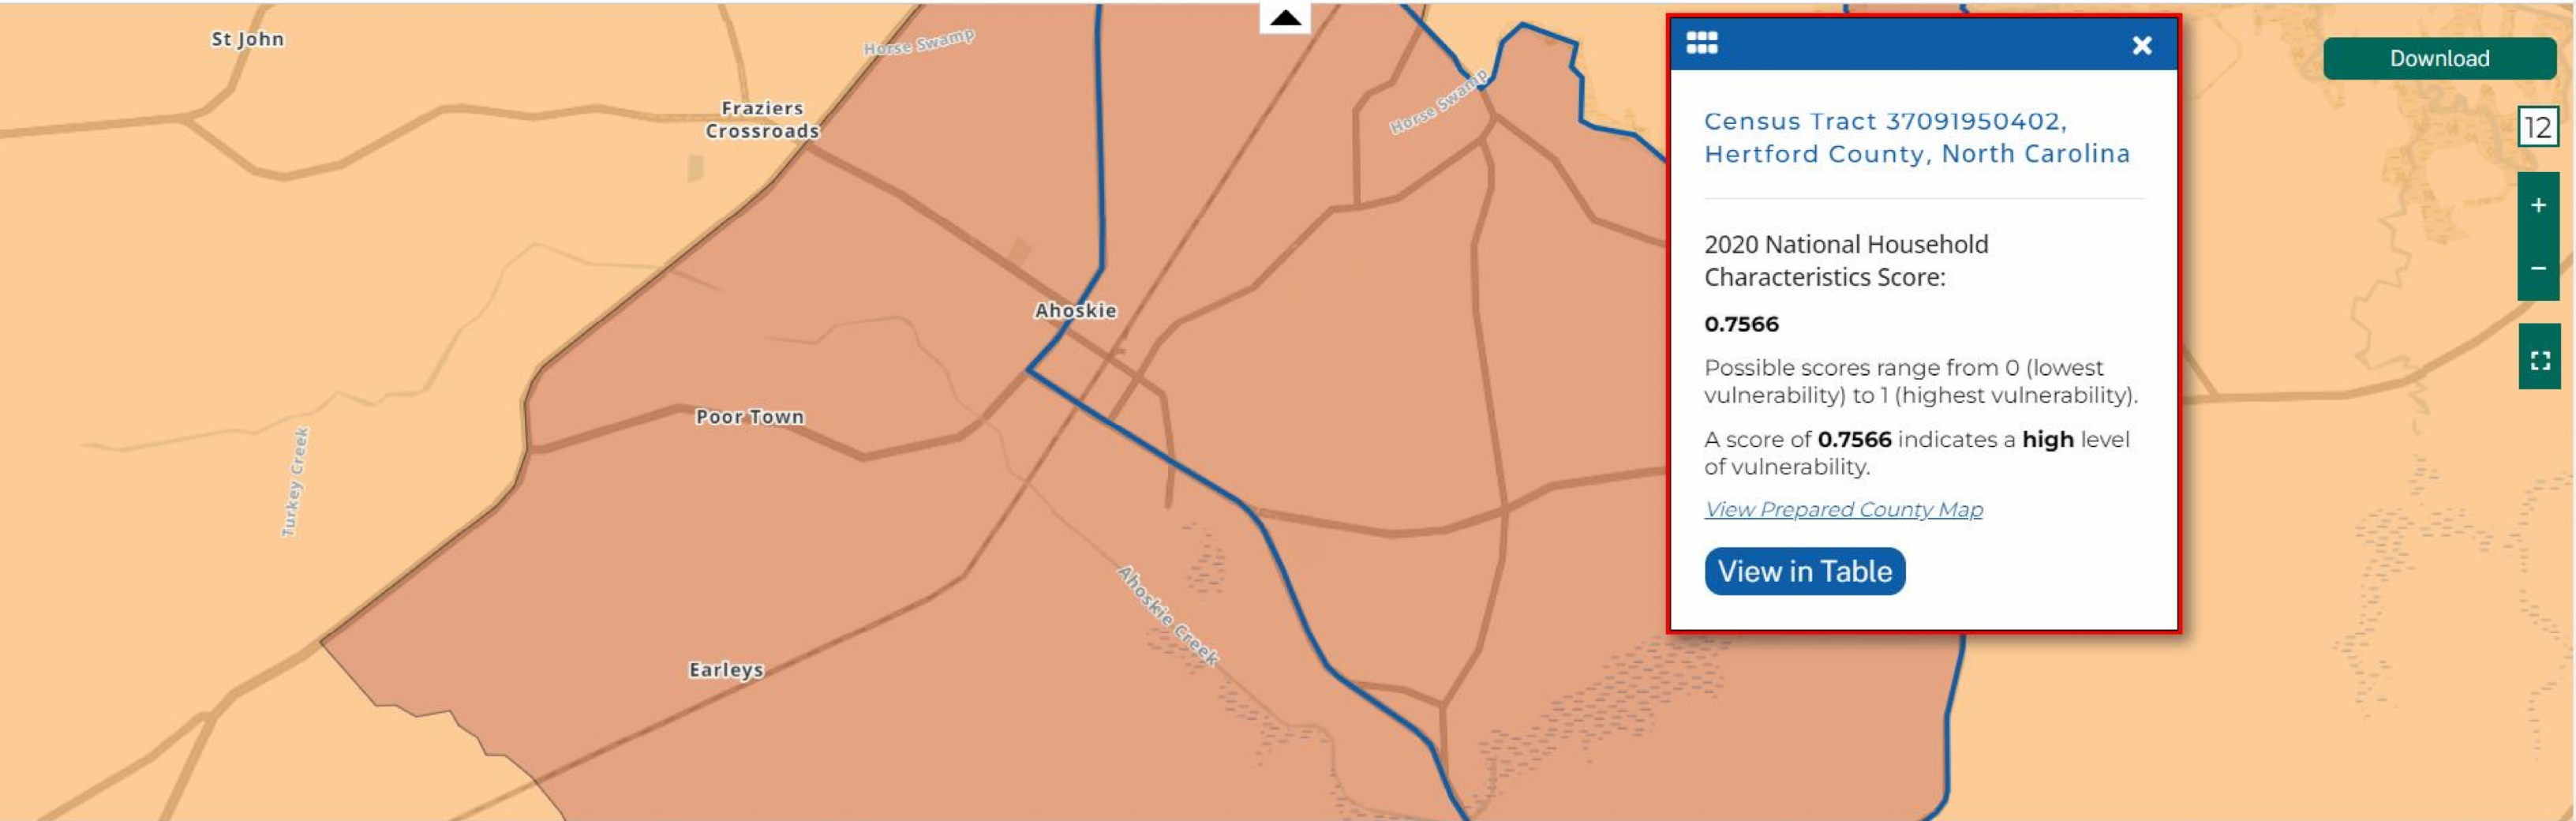 St John
Horse Swamp
Fraziers
Crossroads
Horse Swamp
Ahoskie
Poor Town
Turkey Creek
Ahoskie Creek
Earleys
Census Tract 37091950402,
Hertford County, North Carolina
2020 National Household
Characteristics Score:
0.7566
Possible scores range from 0 (lowest
vulnerability) to 1 (highest vulnerability).
A score of 0.7566 indicates a high level
of vulnerability.
View Prepared County Map
View in Table
Download
12
+
−